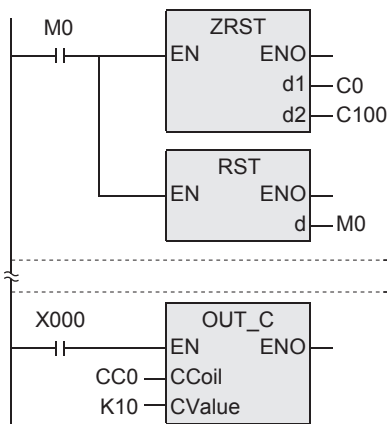 M0
ZRST
EN ENO
d1 C0
d2 C100
RST
EN ENO
d M0
X000
OUT_C
EN ENO
CC0 CCoil
K10 CValue